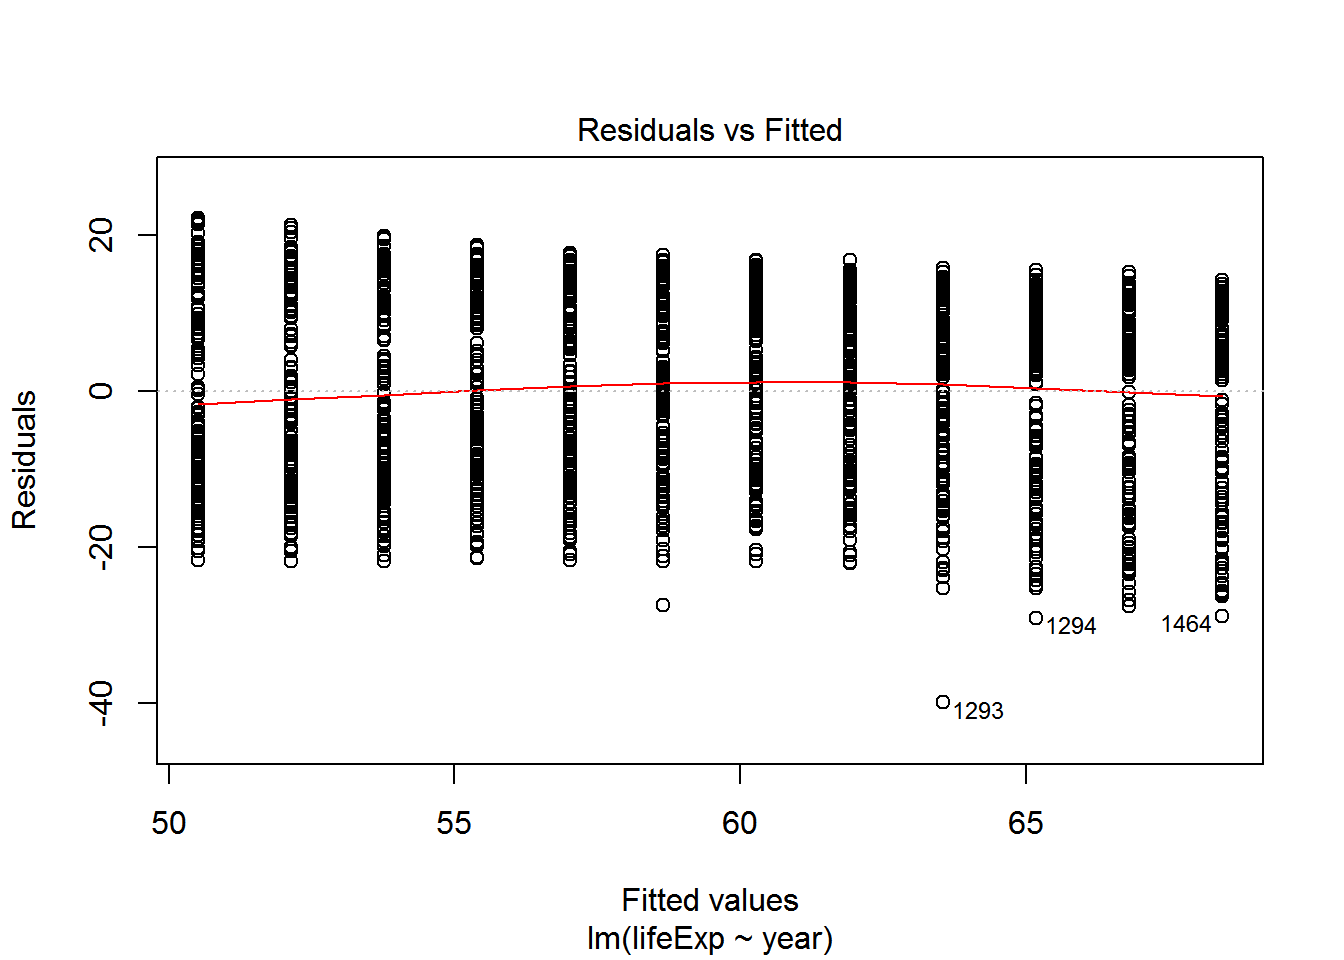 Residuals vs Fitted
Residuals
20
0
-20
-40
1294
1464
1293
50 55 60 65
Fitted values
lm(lifeExp ~ year)